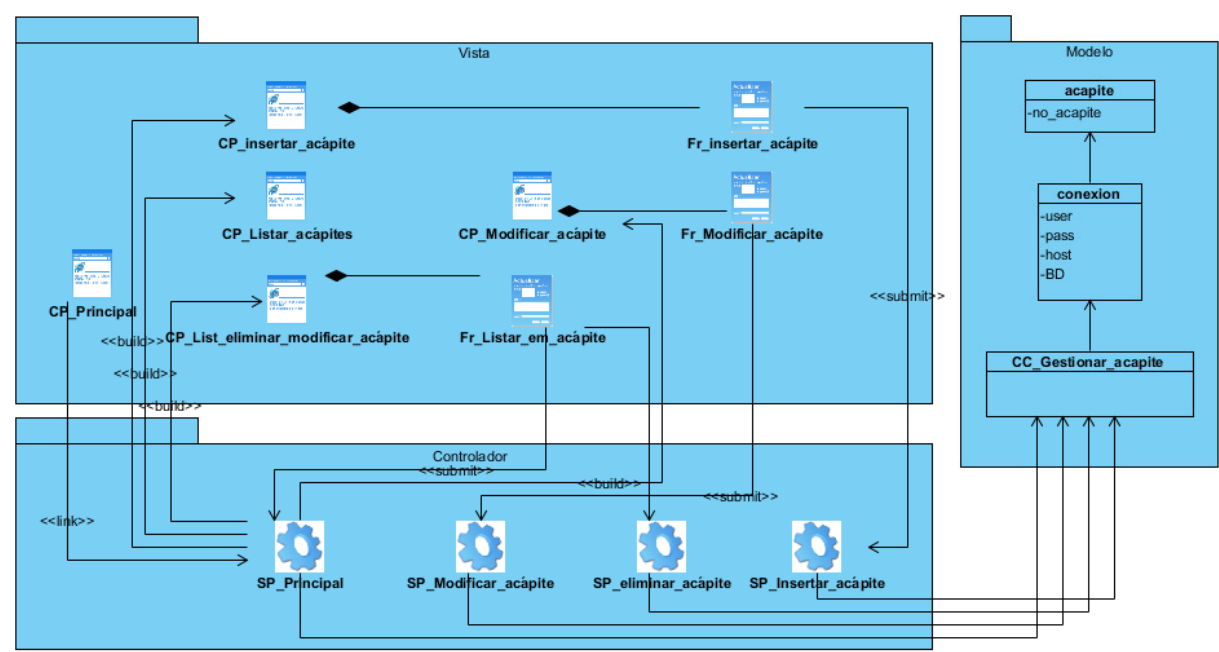 Vista
Modelo
acapite
-no_acapite
CP_insertar_acápite
Fr_insertar_acápite
conexion
-user
-pass
-host
-BD
CP_Listar_acápites
CP_Modificar_acápite
Fr_Modificar_acápite
CP_Principal
<<submit>>
CP_List_eliminar_modificar_acápite
Fr_Listar_em_acápite
<<build>>
<<build>>
<<build>>
CC_Gestionar_acapite
Controlador
<<submit>>
<<build>>
<<submit>>
<<link>>
SP_Principal
SP_Modificar_acápite
SP_eliminar_acápite
SP_Insertar_acápite